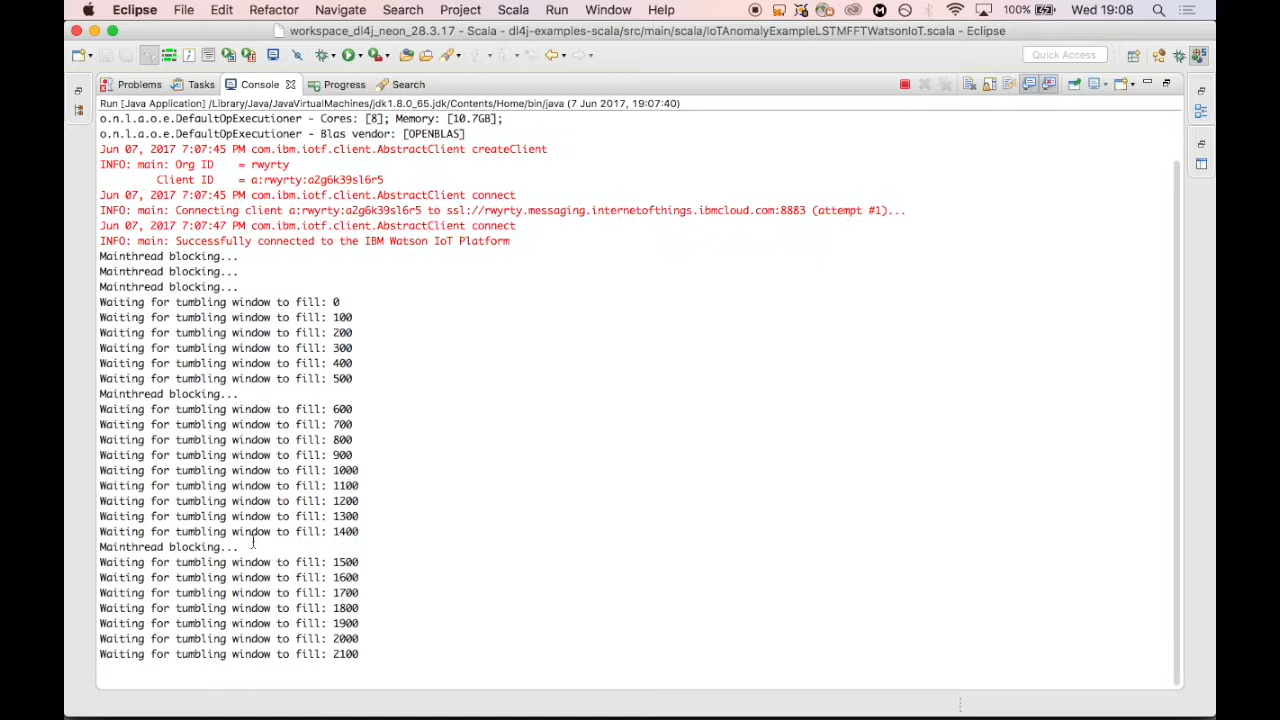 Eclipse File Edit Refactor Navigate Search Project Scala Run Window Help 100% Wed 19:08
workspace_dl4j_neon_28.3.17 - Scala - dl4j-examples-scala/src/main/scala/IoTAnomalyExampleLSTMFFTWatsonIoT.scala - Eclipse
Quick Access
Problems Tasks Console Progress Search
Run [Java Application] /Library/Java/JavaVirtualMachines/jdk1.8.0_65.jdk/Contents/Home/bin/java (7 Jun 2017, 19:07:40)
o.n.l.a.o.e.DefaultOpExecutioner - Cores: [8]; Memory: [10.7GB];
o.n.l.a.o.e.DefaultOpExecutioner - Blas vendor: [OPENBLAS]
Jun 07, 2017 7:07:45 PM com.ibm.iotf.client.AbstractClient createClient
INFO: main: Org ID    = rwyrty
Client ID    = a:rwyrty:a2g6k39sl6r5
Jun 07, 2017 7:07:45 PM com.ibm.iotf.client.AbstractClient connect
INFO: main: Connecting client a:rwyrty:a2g6k39sl6r5 to ssl://rwyrty.messaging.internetofthings.ibmcloud.com:8883 (attempt #1)...
Jun 07, 2017 7:07:47 PM com.ibm.iotf.client.AbstractClient connect
INFO: main: Successfully connected to the IBM Watson IoT Platform
Mainthread blocking...
Mainthread blocking...
Mainthread blocking...
Waiting for tumbling window to fill: 0
Waiting for tumbling window to fill: 100
Waiting for tumbling window to fill: 200
Waiting for tumbling window to fill: 300
Waiting for tumbling window to fill: 400
Waiting for tumbling window to fill: 500
Mainthread blocking...
Waiting for tumbling window to fill: 600
Waiting for tumbling window to fill: 700
Waiting for tumbling window to fill: 800
Waiting for tumbling window to fill: 900
Waiting for tumbling window to fill: 1000
Waiting for tumbling window to fill: 1100
Waiting for tumbling window to fill: 1200
Waiting for tumbling window to fill: 1300
Waiting for tumbling window to fill: 1400
Mainthread blocking...
Waiting for tumbling window to fill: 1500
Waiting for tumbling window to fill: 1600
Waiting for tumbling window to fill: 1700
Waiting for tumbling window to fill: 1800
Waiting for tumbling window to fill: 1900
Waiting for tumbling window to fill: 2000
Waiting for tumbling window to fill: 2100